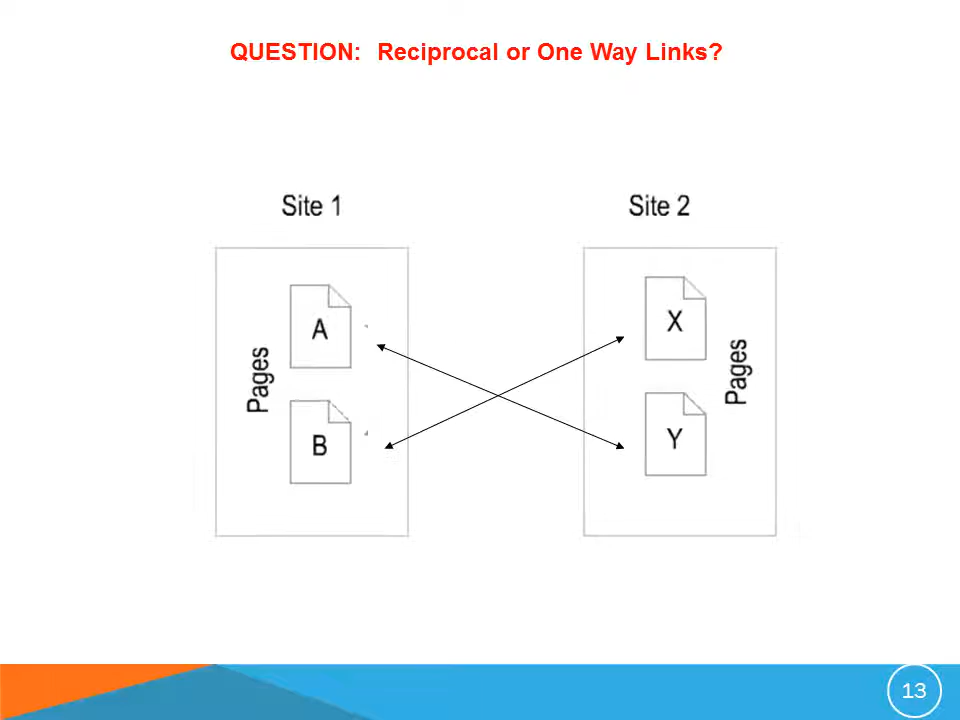 QUESTION:  Reciprocal or One Way Links?
Site 1
Site 2
A
X
Pages
Pages
B
Y
13